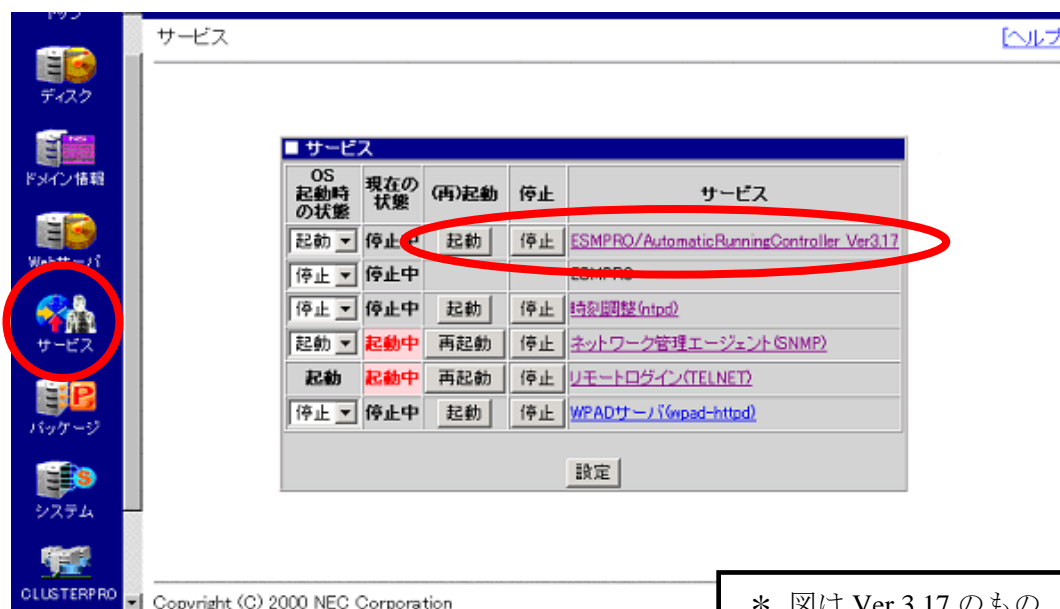 サービス
[ヘルプ
ディスク
ドメイン情報
Webサーバ
サービス
パッケージ
システム
CLUSTERPRO
■ サービス
OS起動時の状態 現在の状態 (再)起動 停止 サービス
起動 停止中 起動 停止 ESMPRO/AutomaticRunningController Ver3.17
停止 停止中 ESMPRO
停止 停止中 起動 停止 時刻調整(ntpd)
起動 起動中 再起動 停止 ネットワーク管理エージェント(SNMP)
起動 起動中 再起動 停止 リモートログイン(TELNET)
停止 停止中 起動 停止 WPADサーバ(wpad-httpd)
設定
Copyright (C) 2000 NEC Corporation
* 図は Ver 3.17 のもの